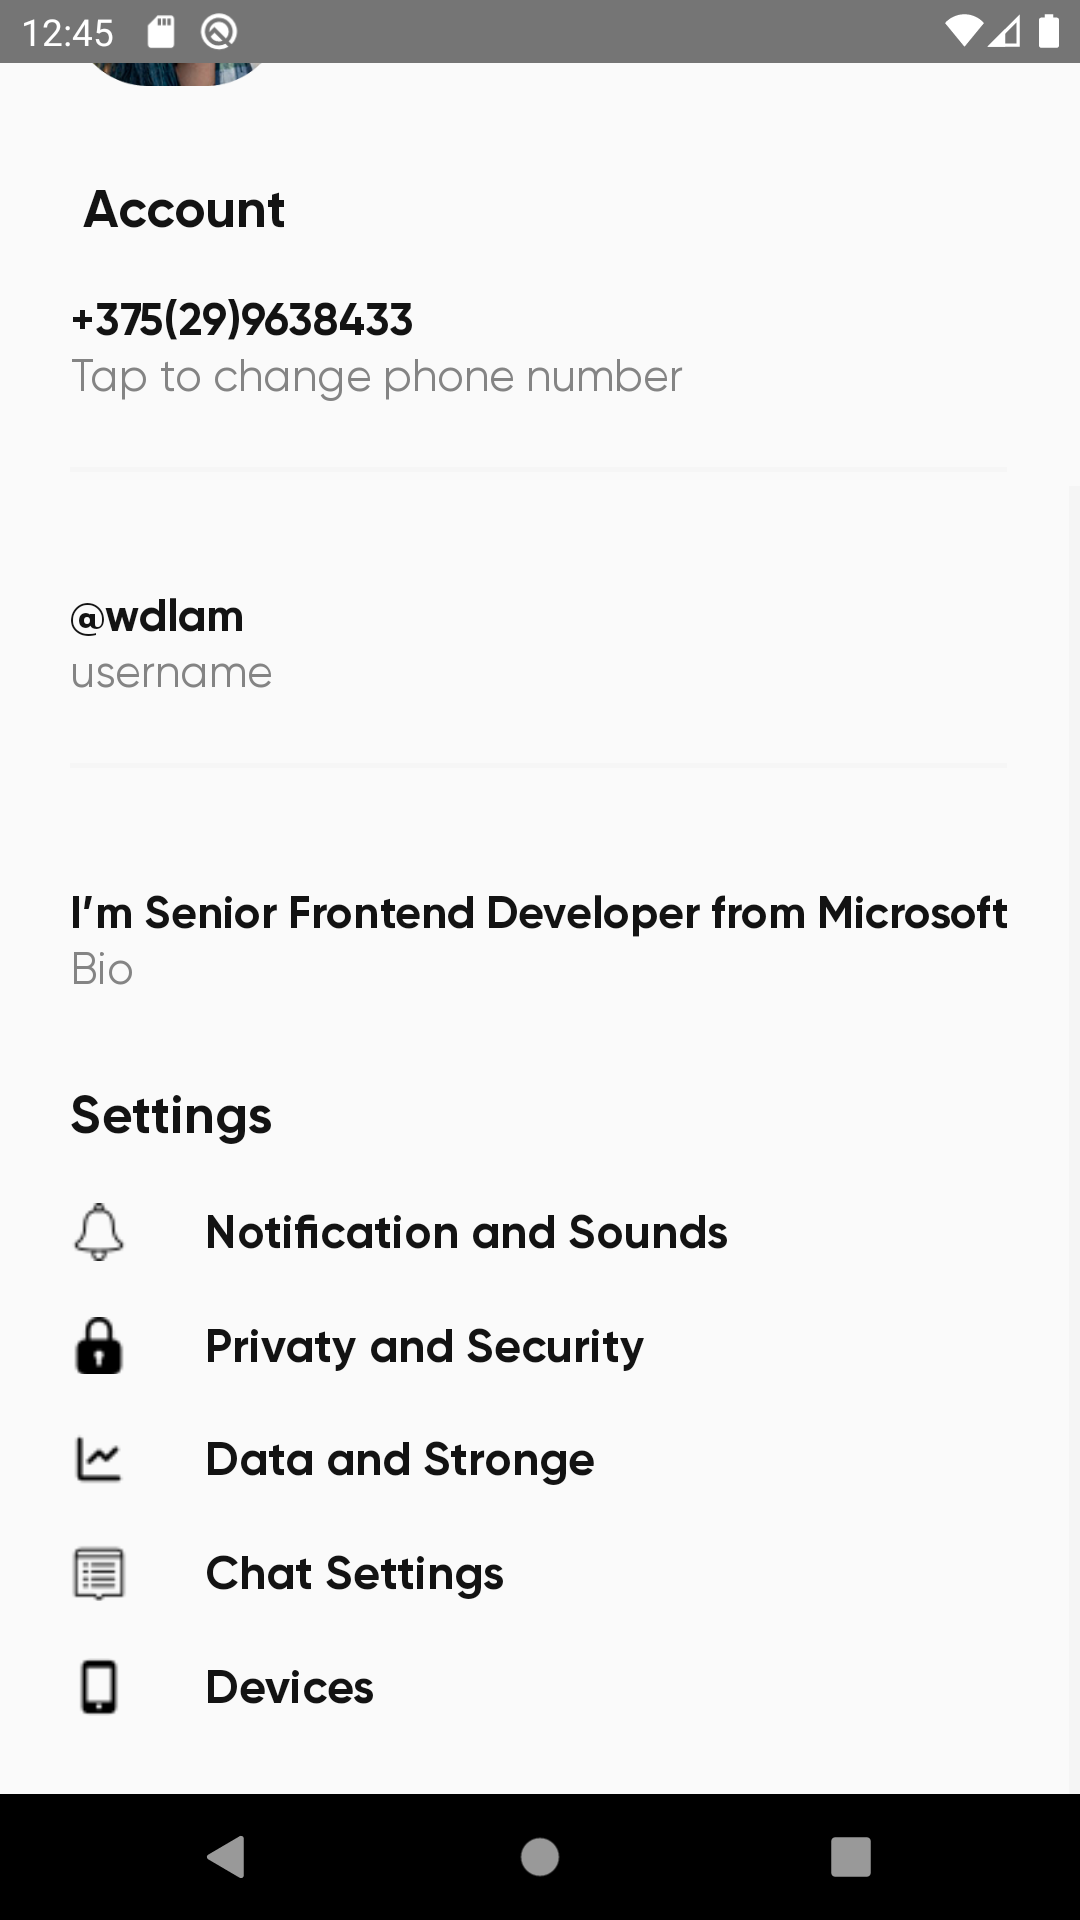 12:45
Account
+375(29)9638433
Tap to change phone number
@wdlam
username
I’m Senior Frontend Developer from Microsoft
Bio
Settings
Notification and Sounds
Privaty and Security
Data and Stronge
Chat Settings
Devices